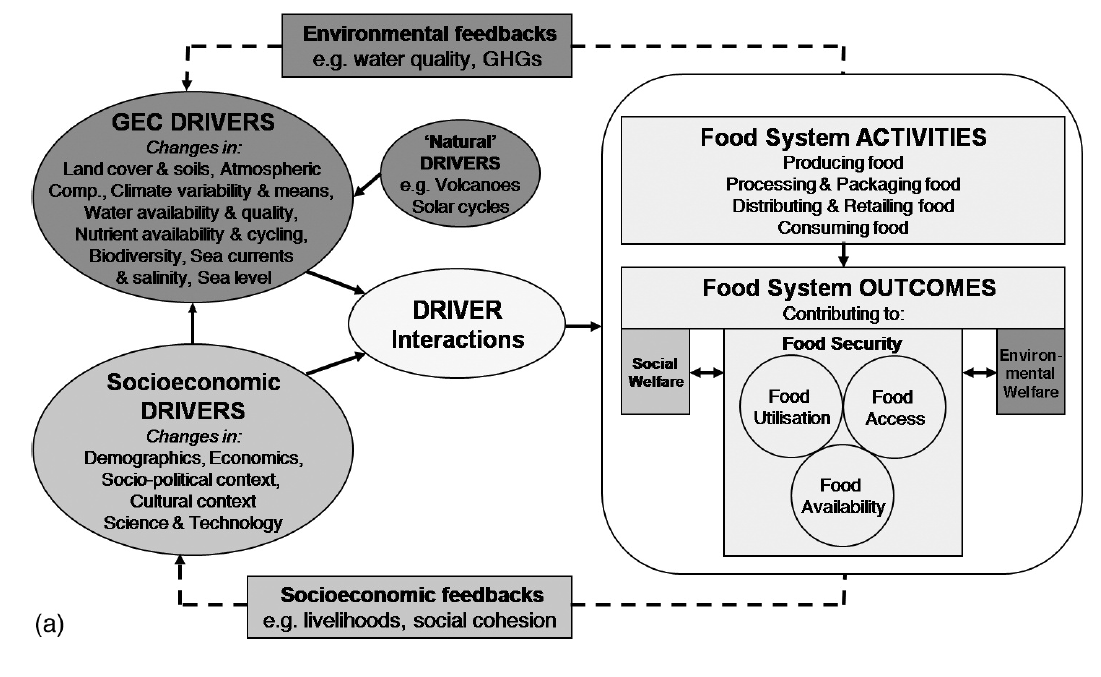 Environmental feedbacks
e.g. water quality, GHGs
GEC DRIVERS
Changes in:
Land cover & soils, Atmospheric
Comp., Climate variability & means,
Water availability & quality,
Nutrient availability & cycling,
Biodiversity, Sea currents
& salinity, Sea level
'Natural'
DRIVERS
e.g. Volcanoes
Solar cycles
DRIVER
Interactions
Socioeconomic
DRIVERS
Changes in:
Demographics, Economics,
Socio-political context,
Cultural context
Science & Technology
Food System ACTIVITIES
Producing food
Processing & Packaging food
Distributing & Retailing food
Consuming food
Food System OUTCOMES
Contributing to:
Social
Welfare
Food Security
Food
Utilisation
Food
Access
Food
Availability
Environ-
mental
Welfare
Socioeconomic feedbacks
e.g. livelihoods, social cohesion
(a)